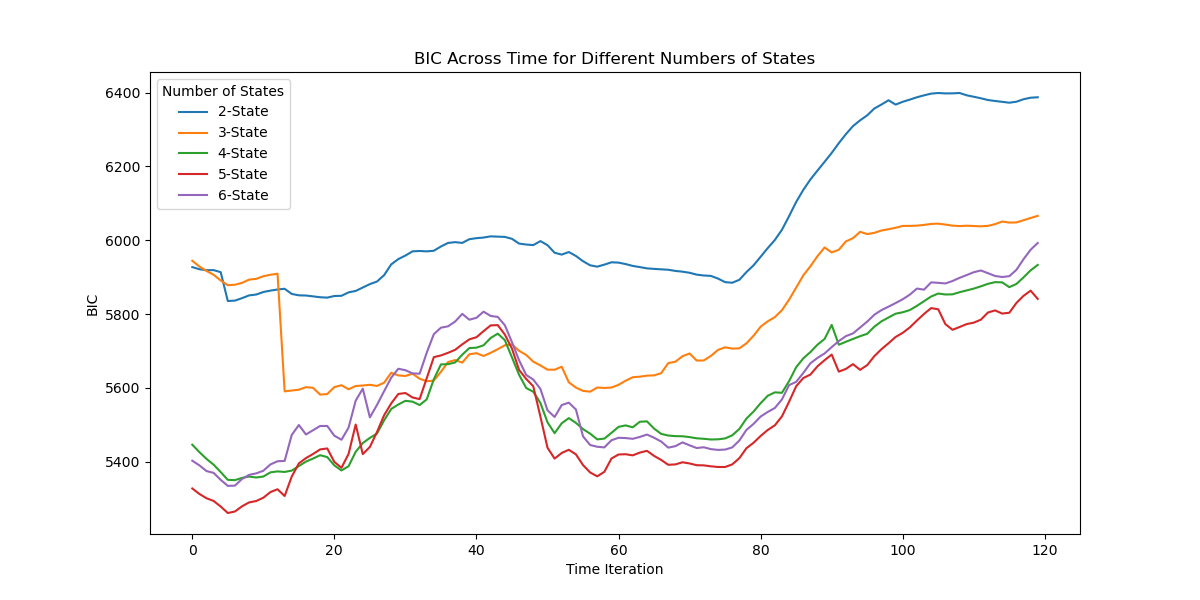 BIC Across Time for Different Numbers of States
Number of States
2-State
3-State
4-State
5-State
6-State
6400
6200
6000
5800
5600
5400
BIC
0 20 40 60 80 100 120
Time Iteration